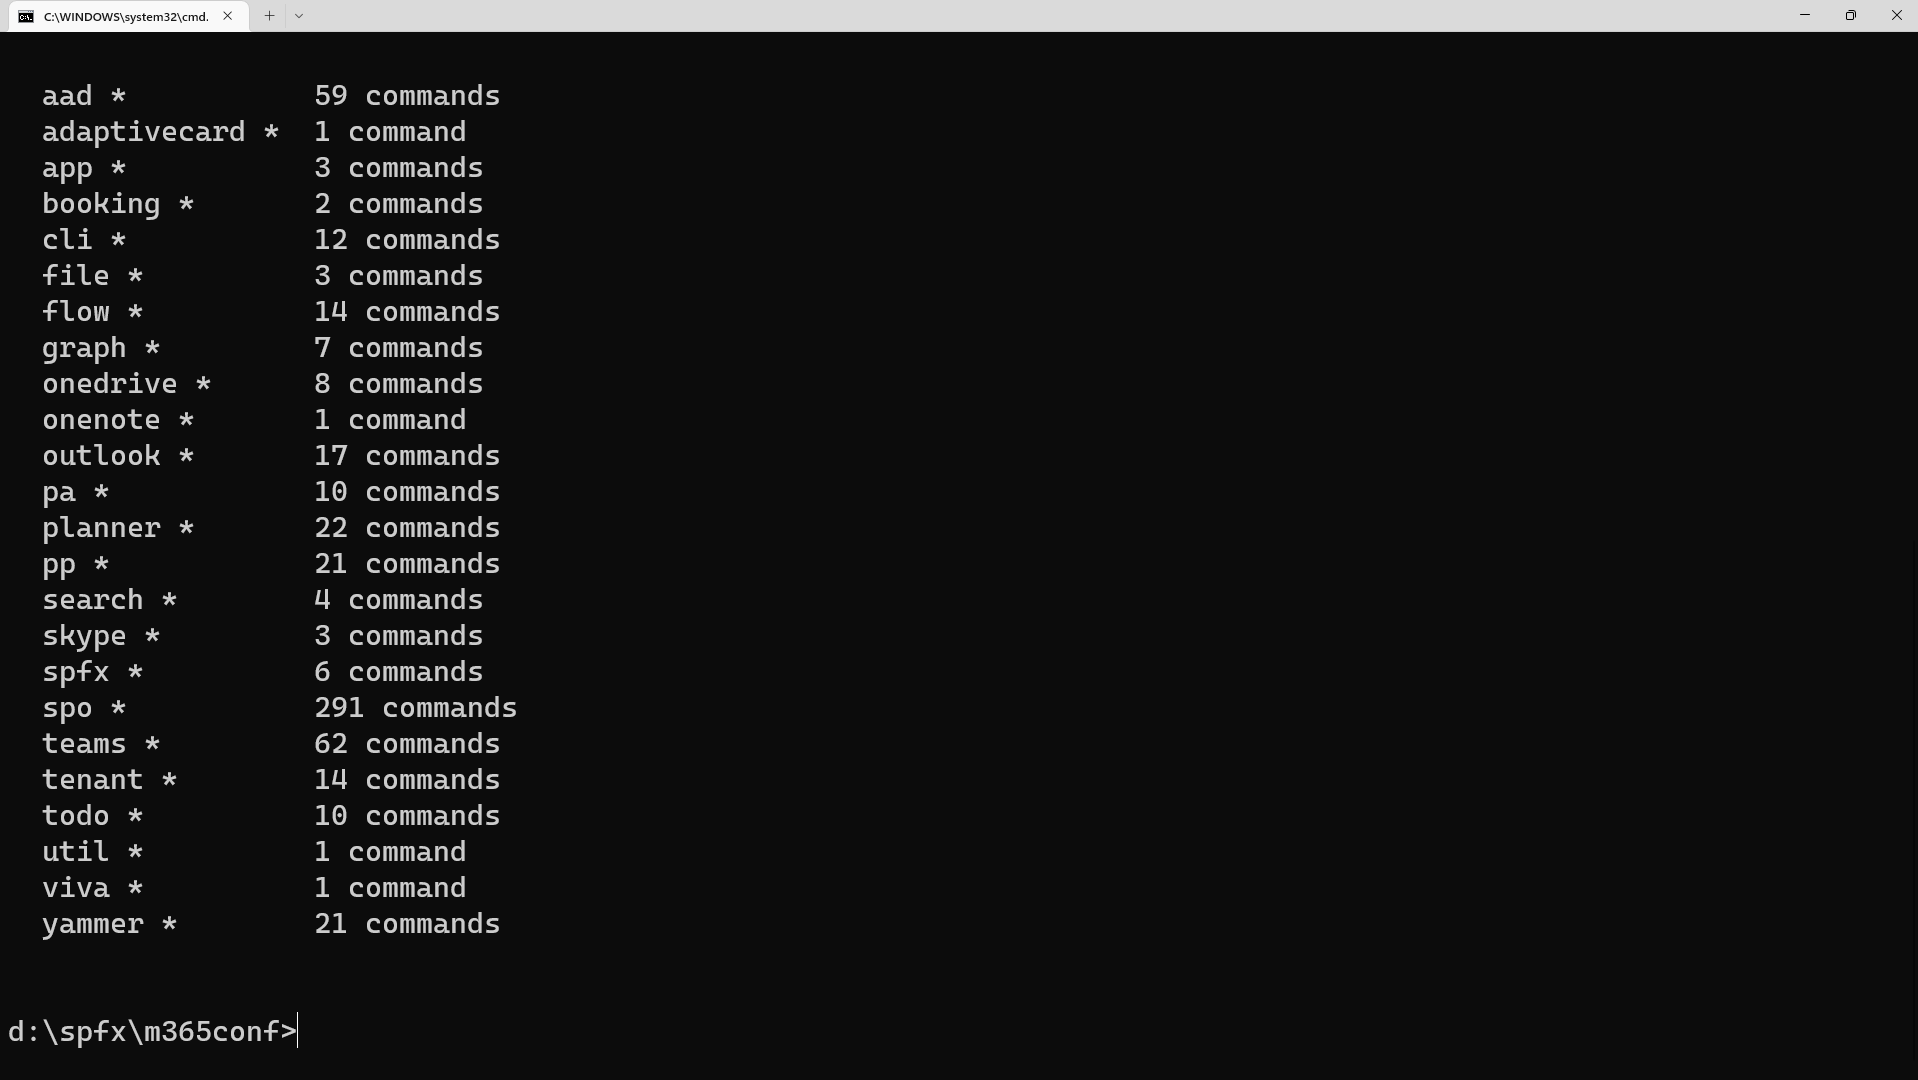 C:\WINDOWS\system32\cmd.
aad * 59 commands
adaptivecard * 1 command
app * 3 commands
booking * 2 commands
cli * 12 commands
file * 3 commands
flow * 14 commands
graph * 7 commands
onedrive * 8 commands
onenote * 1 command
outlook * 17 commands
pa * 10 commands
planner * 22 commands
pp * 21 commands
search * 4 commands
skype * 3 commands
spfx * 6 commands
spo * 291 commands
teams * 62 commands
tenant * 14 commands
todo * 10 commands
util * 1 command
viva * 1 command
yammer * 21 commands
d:\spfx\m365conf>